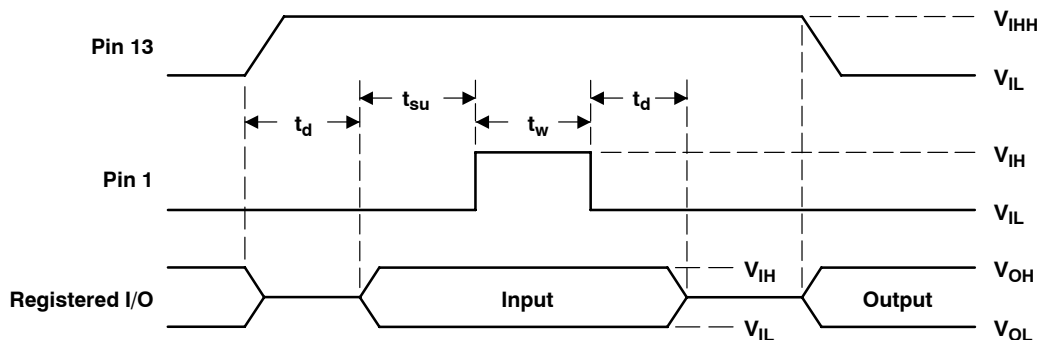 Pin 13
V_IHH
V_IL
t_d
t_su
t_w
t_d
Pin 1
V_IH
V_IL
Registered I/O
Input
V_IH
V_IL
Output
V_OH
V_OL